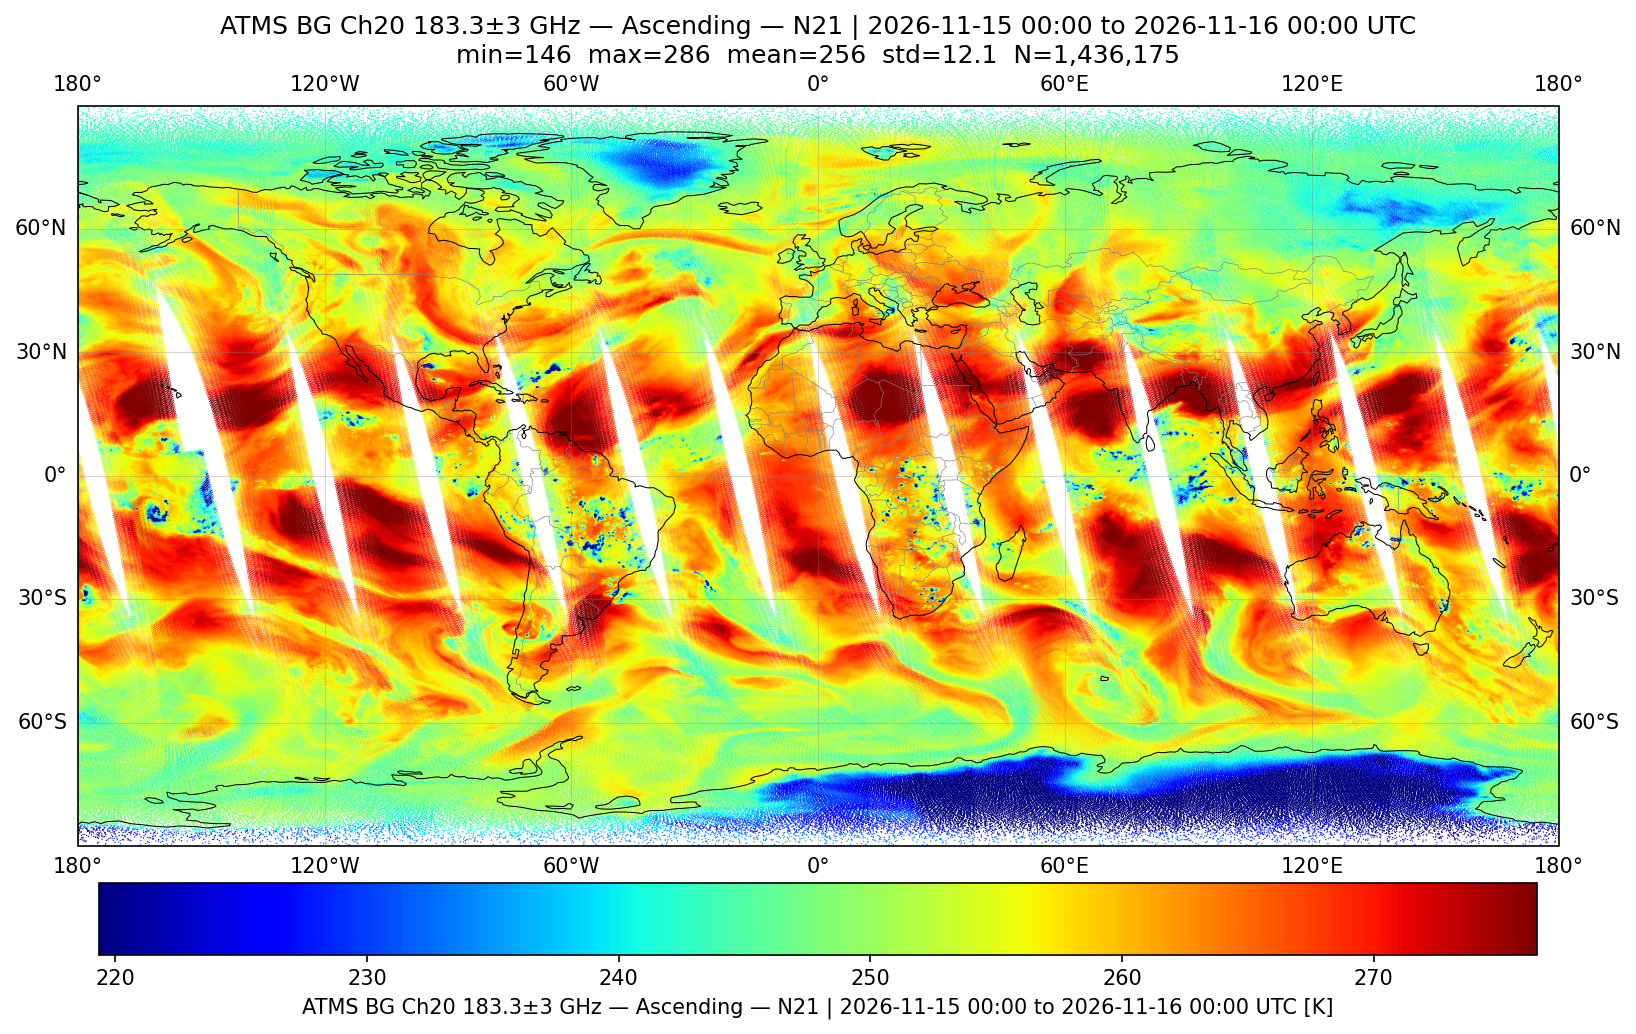 ATMS BG Ch20 183.3±3 GHz — Ascending — N21 | 2026-11-15 00:00 to 2026-11-16 00:00 UTC
min=146 max=286 mean=256 std=12.1 N=1,436,175
180° 120°W 60°W 0° 60°E 120°E 180°
60°N 60°N
30°N 30°N
0° 0°
30°S 30°S
60°S 60°S
180° 120°W 60°W 0° 60°E 120°E 180°
220 230 240 250 260 270
ATMS BG Ch20 183.3±3 GHz — Ascending — N21 | 2026-11-15 00:00 to 2026-11-16 00:00 UTC [K]